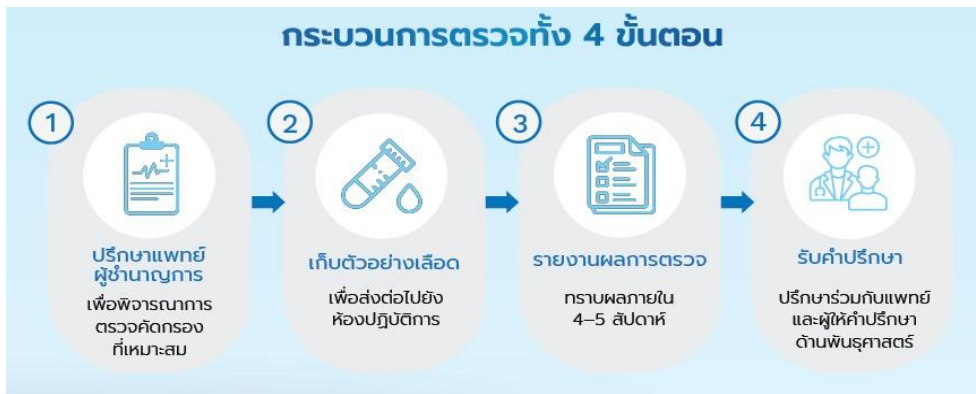 กระบวนการตรวจทั้ง 4 ขั้นตอน
1
ปรึกษาแพทย์
ผู้ชำนาญการ
เพื่อพิจารณาการ
ตรวจคัดกรอง
ที่เหมาะสม
2
เก็บตัวอย่างเลือด
เพื่อส่งต่อไปยัง
ห้องปฏิบัติการ
3
รายงานผลการตรวจ
ทราบผลภายใน
4–5 สัปดาห์
4
รับคำปรึกษา
ปรึกษาร่วมกับแพทย์
และผู้ให้คำปรึกษา
ด้านพันธุศาสตร์